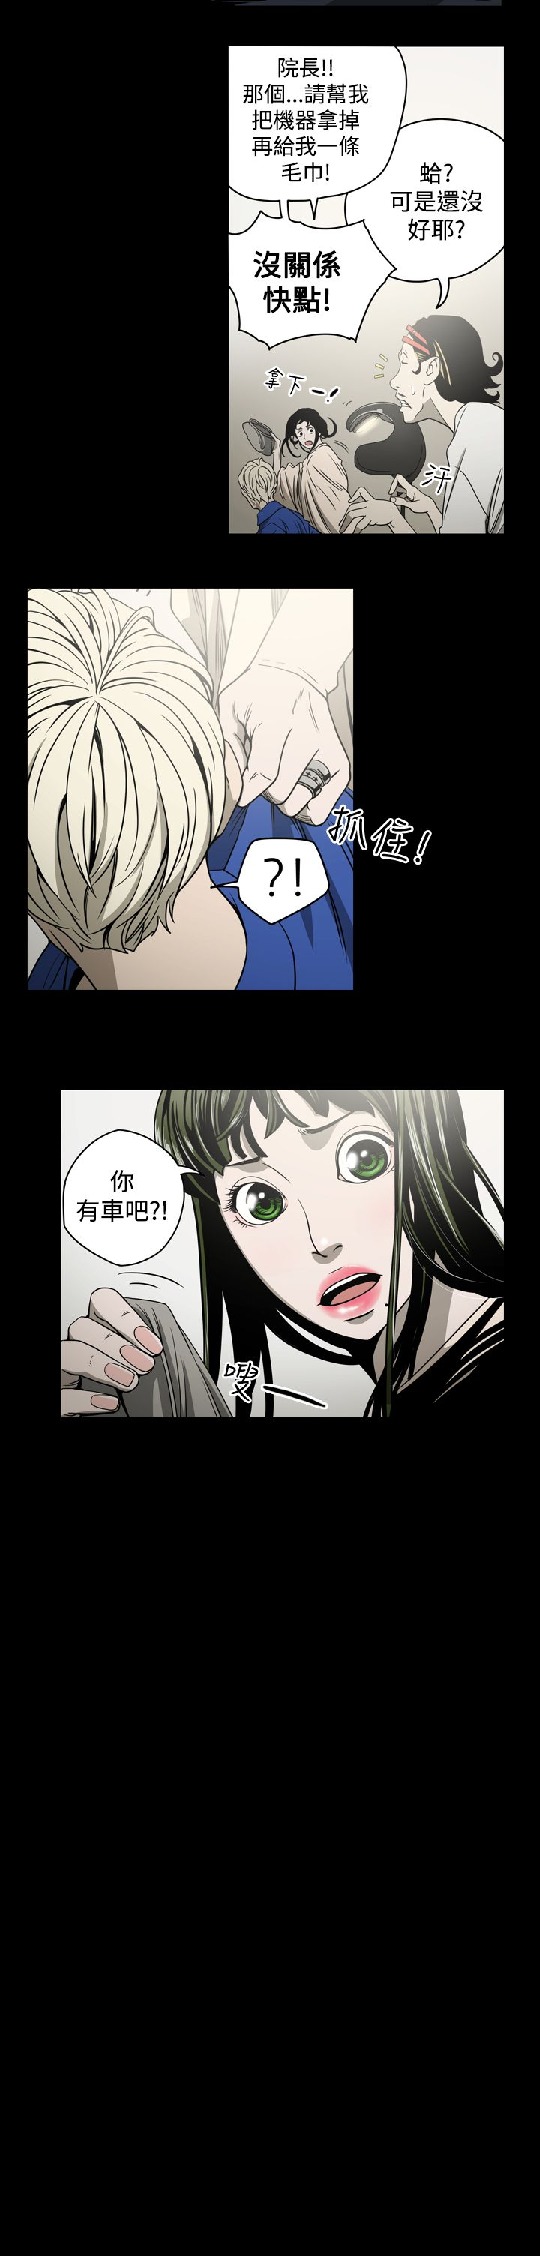 院長!!
那個...請幫我
把機器拿掉
再給我一條
毛巾!
蛤?
可是還沒
好耶?
沒關係
快點!
拿下一!
汗
抓住!
?!
你
有車吧?!